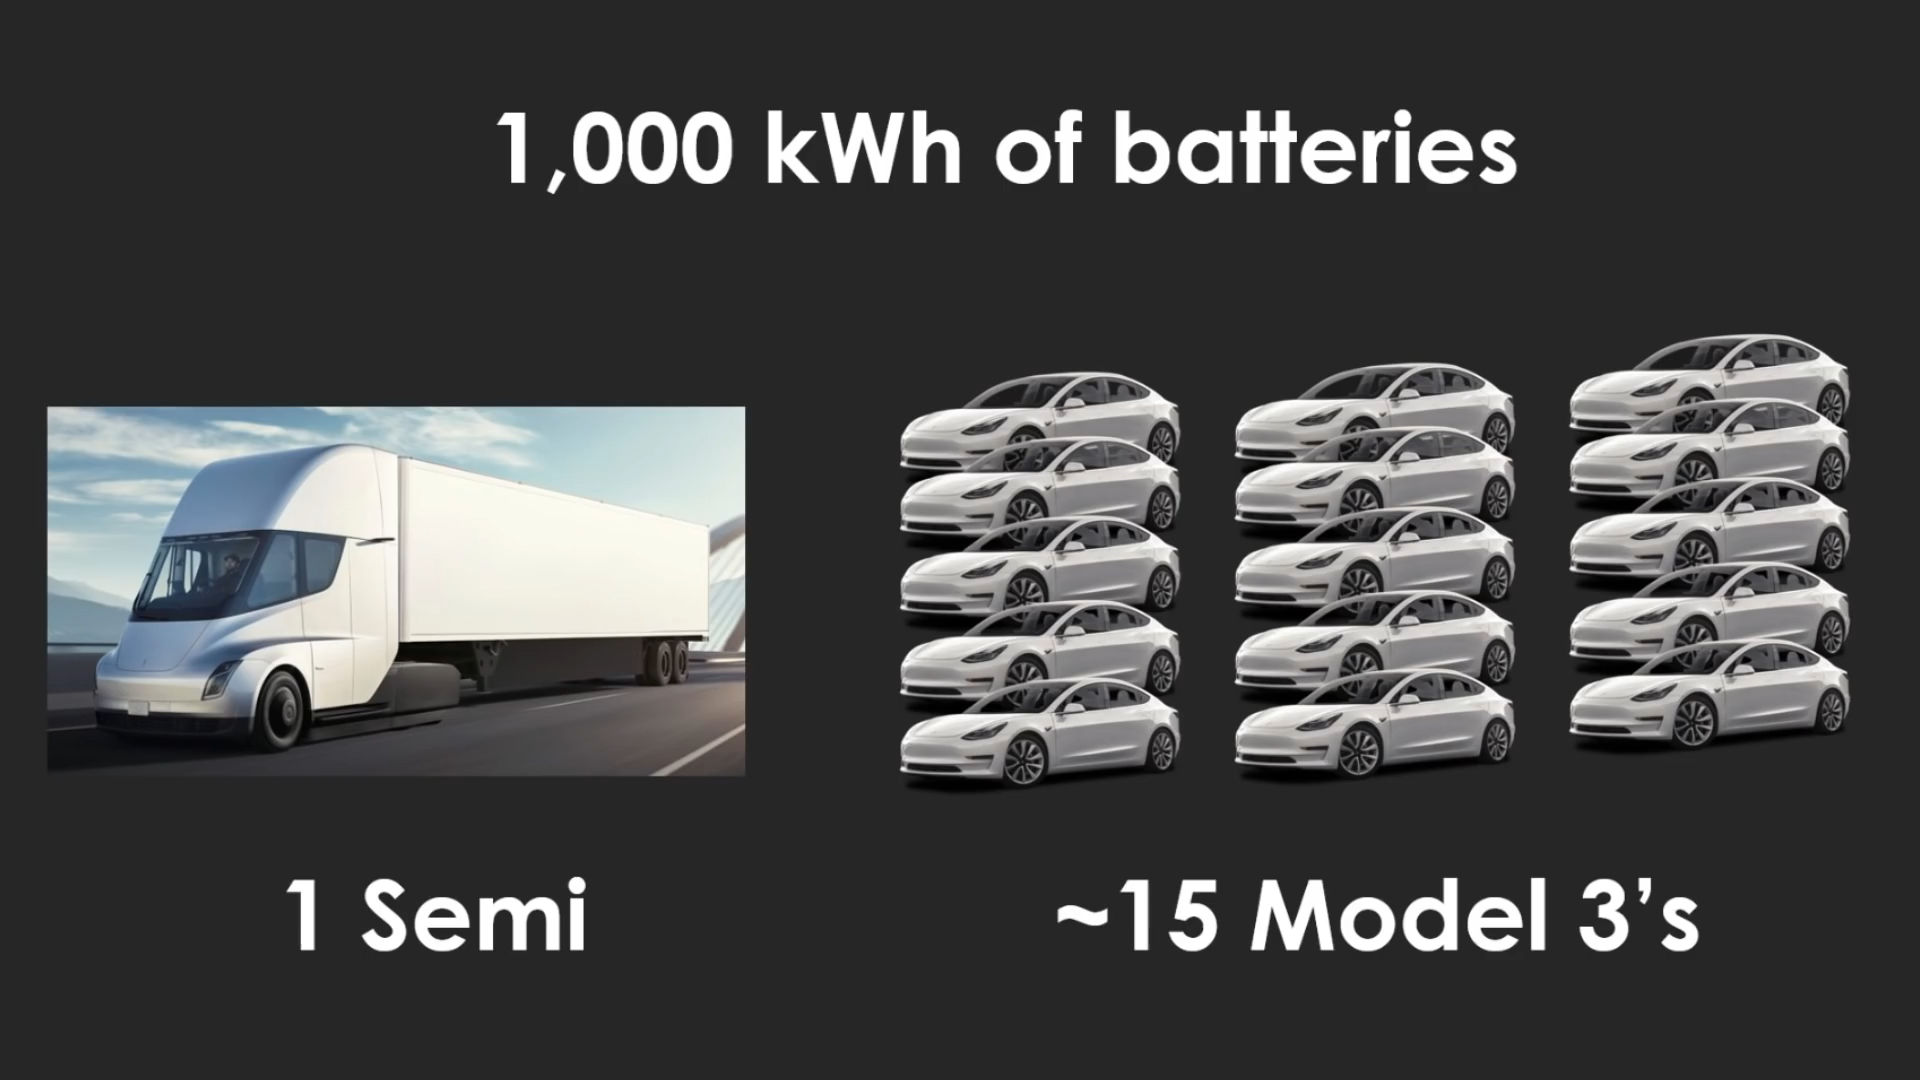 1,000 kWh of batteries
1 Semi
~15 Model 3’s